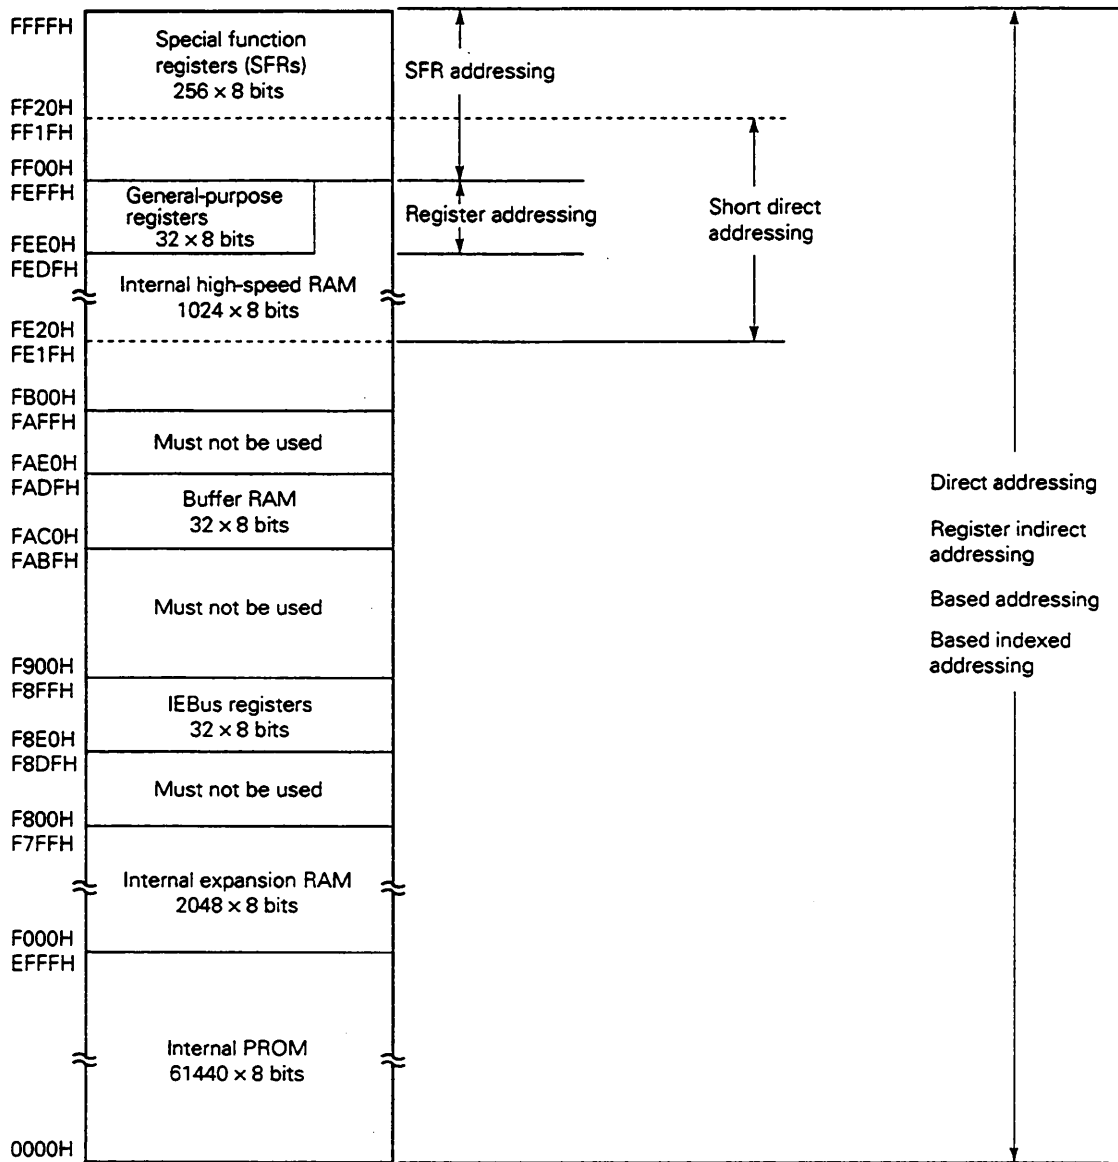 FFFFH
Special function
registers (SFRs)
256 × 8 bits
SFR addressing
FF20H
FF1FH
FF00H
FEFFH
General-purpose
registers
32 × 8 bits
Register addressing
Short direct
addressing
FEE0H
FEDFH
Internal high-speed RAM
1024 × 8 bits
FE20H
FE1FH
FB00H
FAFFH
Must not be used
FAE0H
FADFH
Buffer RAM
32 × 8 bits
FAC0H
FABFH
Must not be used
F900H
F8FFH
IEBus registers
32 × 8 bits
F8E0H
F8DFH
Must not be used
F800H
F7FFH
Internal expansion RAM
2048 × 8 bits
F000H
EFFFH
Internal PROM
61440 × 8 bits
0000H
Direct addressing
Register indirect
addressing
Based addressing
Based indexed
addressing